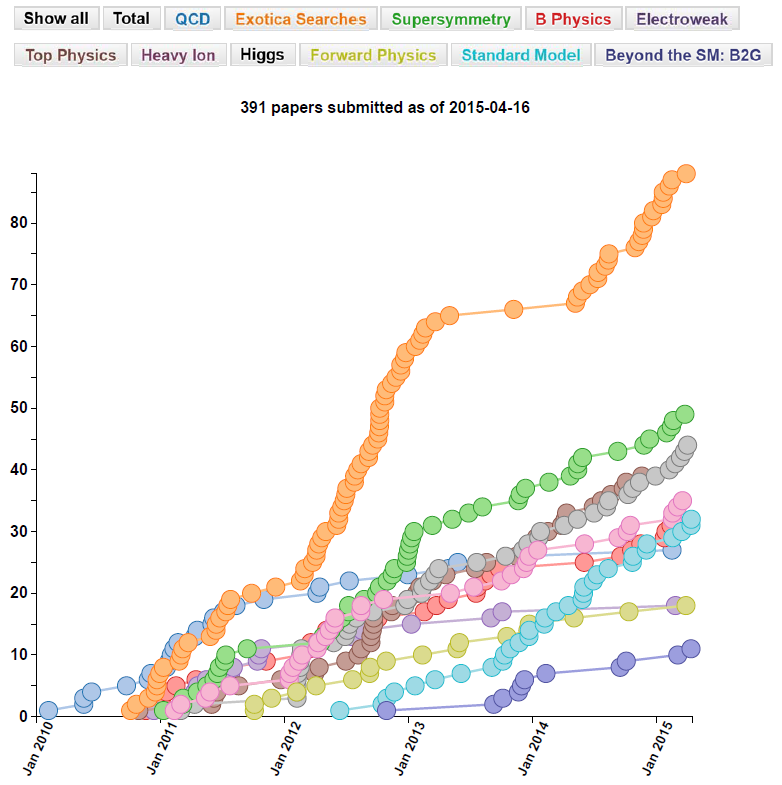 Show all Total QCD Exotica Searches Supersymmetry B Physics Electroweak
Top Physics Heavy Ion Higgs Forward Physics Standard Model Beyond the SM: B2G
391 papers submitted as of 2015-04-16
80
70
60
50
40
30
20
10
0
Jan 2010 Jan 2011 Jan 2012 Jan 2013 Jan 2014 Jan 2015